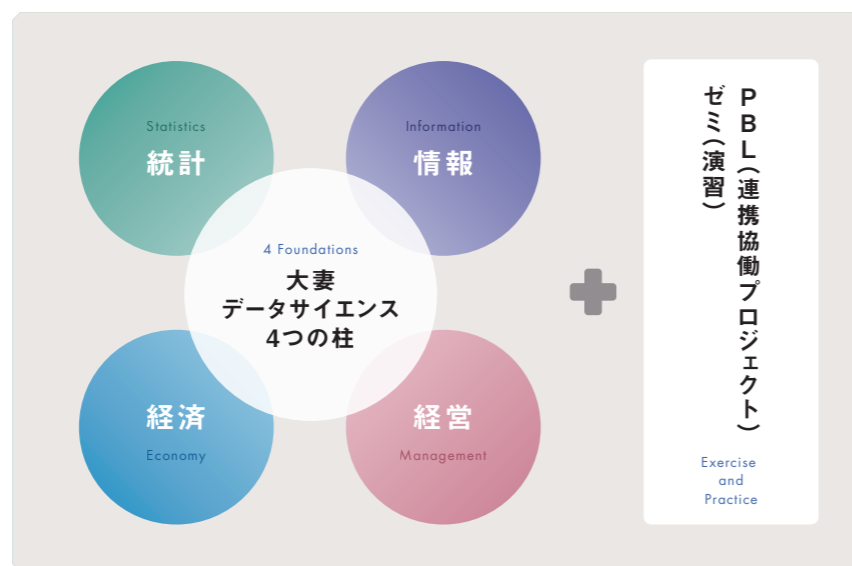 Statistics
統計
Information
情報
4 Foundations
大妻
データサイエンス
4つの柱
経済
Economy
経営
Management
PBL(連携協働プロジェクト)
ゼミ(演習)
Exercise
and
Practice